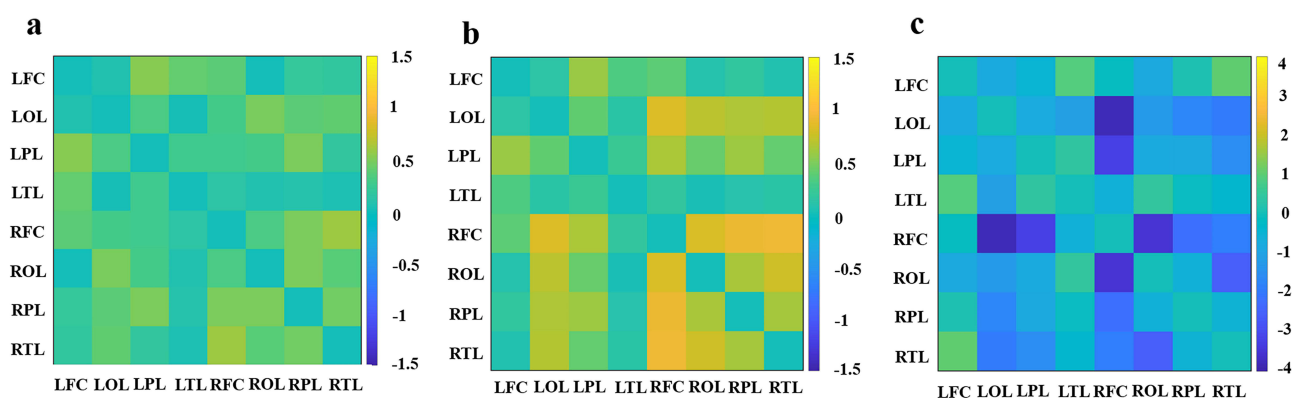 a
LFC
LOL
LPL
LTL
RFC
ROL
RPL
RTL
LFC LOL LPL LTL RFC ROL RPL RTL
1.5
1
0.5
0
-0.5
-1
-1.5
b
LFC
LOL
LPL
LTL
RFC
ROL
RPL
RTL
LFC LOL LPL LTL RFC ROL RPL RTL
1.5
1
0.5
0
-0.5
-1
-1.5
c
LFC
LOL
LPL
LTL
RFC
ROL
RPL
RTL
LFC LOL LPL LTL RFC ROL RPL RTL
4
3
2
1
0
-1
-2
-3
-4